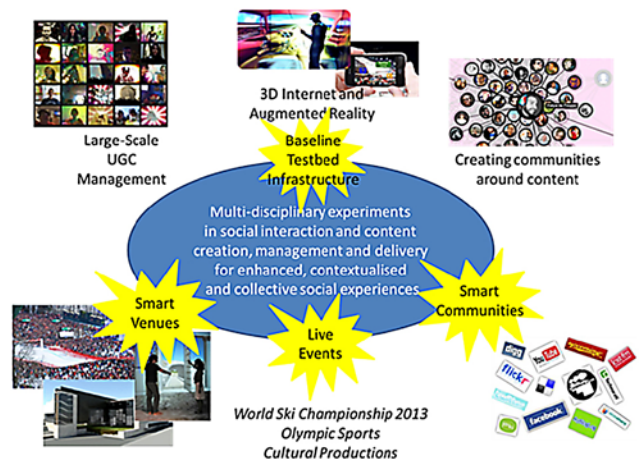 3D Internet and
Augmented Reality
Large-Scale
UGC
Management
Baseline
Testbed
Infrastructure
Creating communities
around content
Multi-disciplinary experiments
in social interaction and content
creation, management and delivery
for enhanced, contextualised
and collective social experiences
Smart
Venues
Live
Events
Smart
Communities
World Ski Championship 2013
Olympic Sports
Cultural Productions
digg
You Tube
flickr
facebook